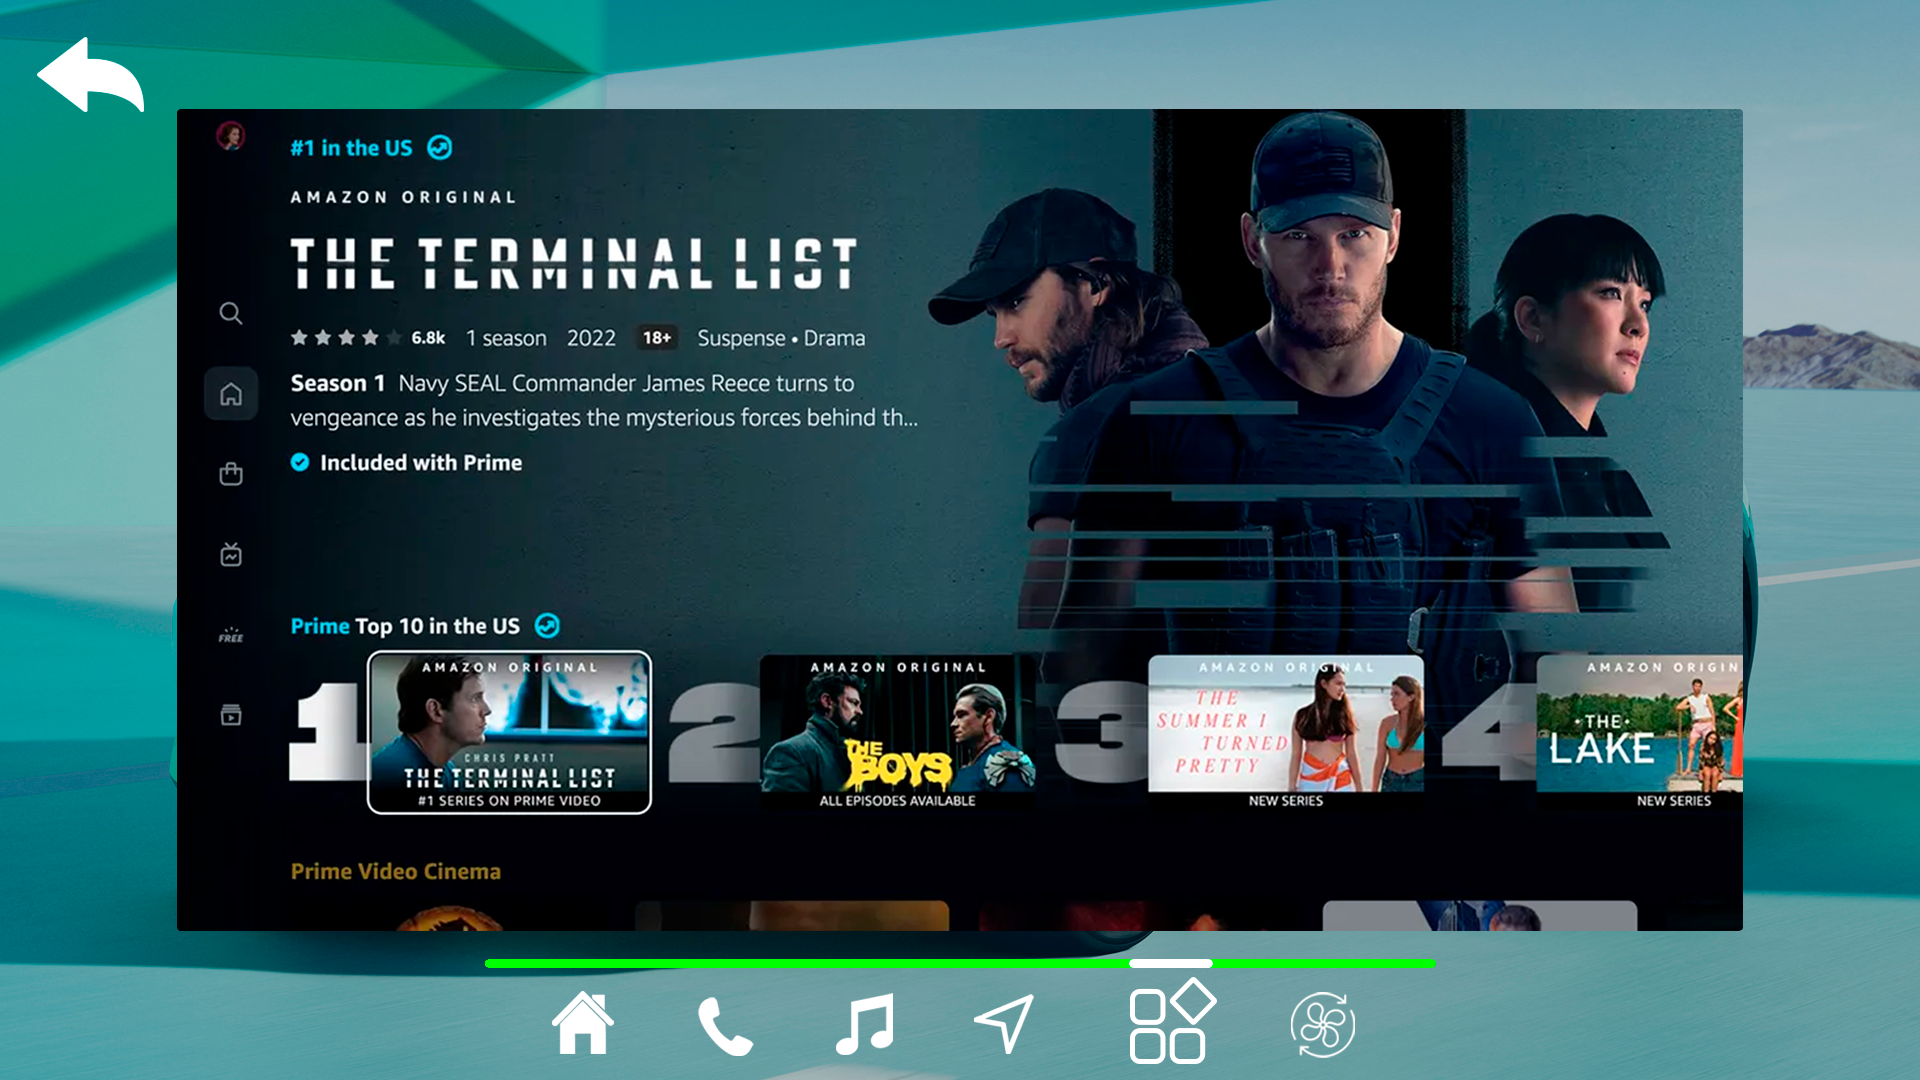 #1 in the US
AMAZON ORIGINAL
THE TERMINAL LIST
6.8k 1 season 2022 18+ Suspense • Drama
Season 1 Navy SEAL Commander James Reece turns to
vengeance as he investigates the mysterious forces behind th...
Included with Prime
FREE
Prime Top 10 in the US
1
AMAZON ORIGINAL
CHRIS PRATT
THE TERMINAL LIST
#1 SERIES ON PRIME VIDEO
2
AMAZON ORIGINAL
THE
BOYS
ALL EPISODES AVAILABLE
3
AMAZON ORIGINAL
THE
SUMMER I
TURNED
PRETTY
NEW SERIES
4
AMAZON ORIGIN
• THE •
LAKE
NEW SERIES
Prime Video Cinema